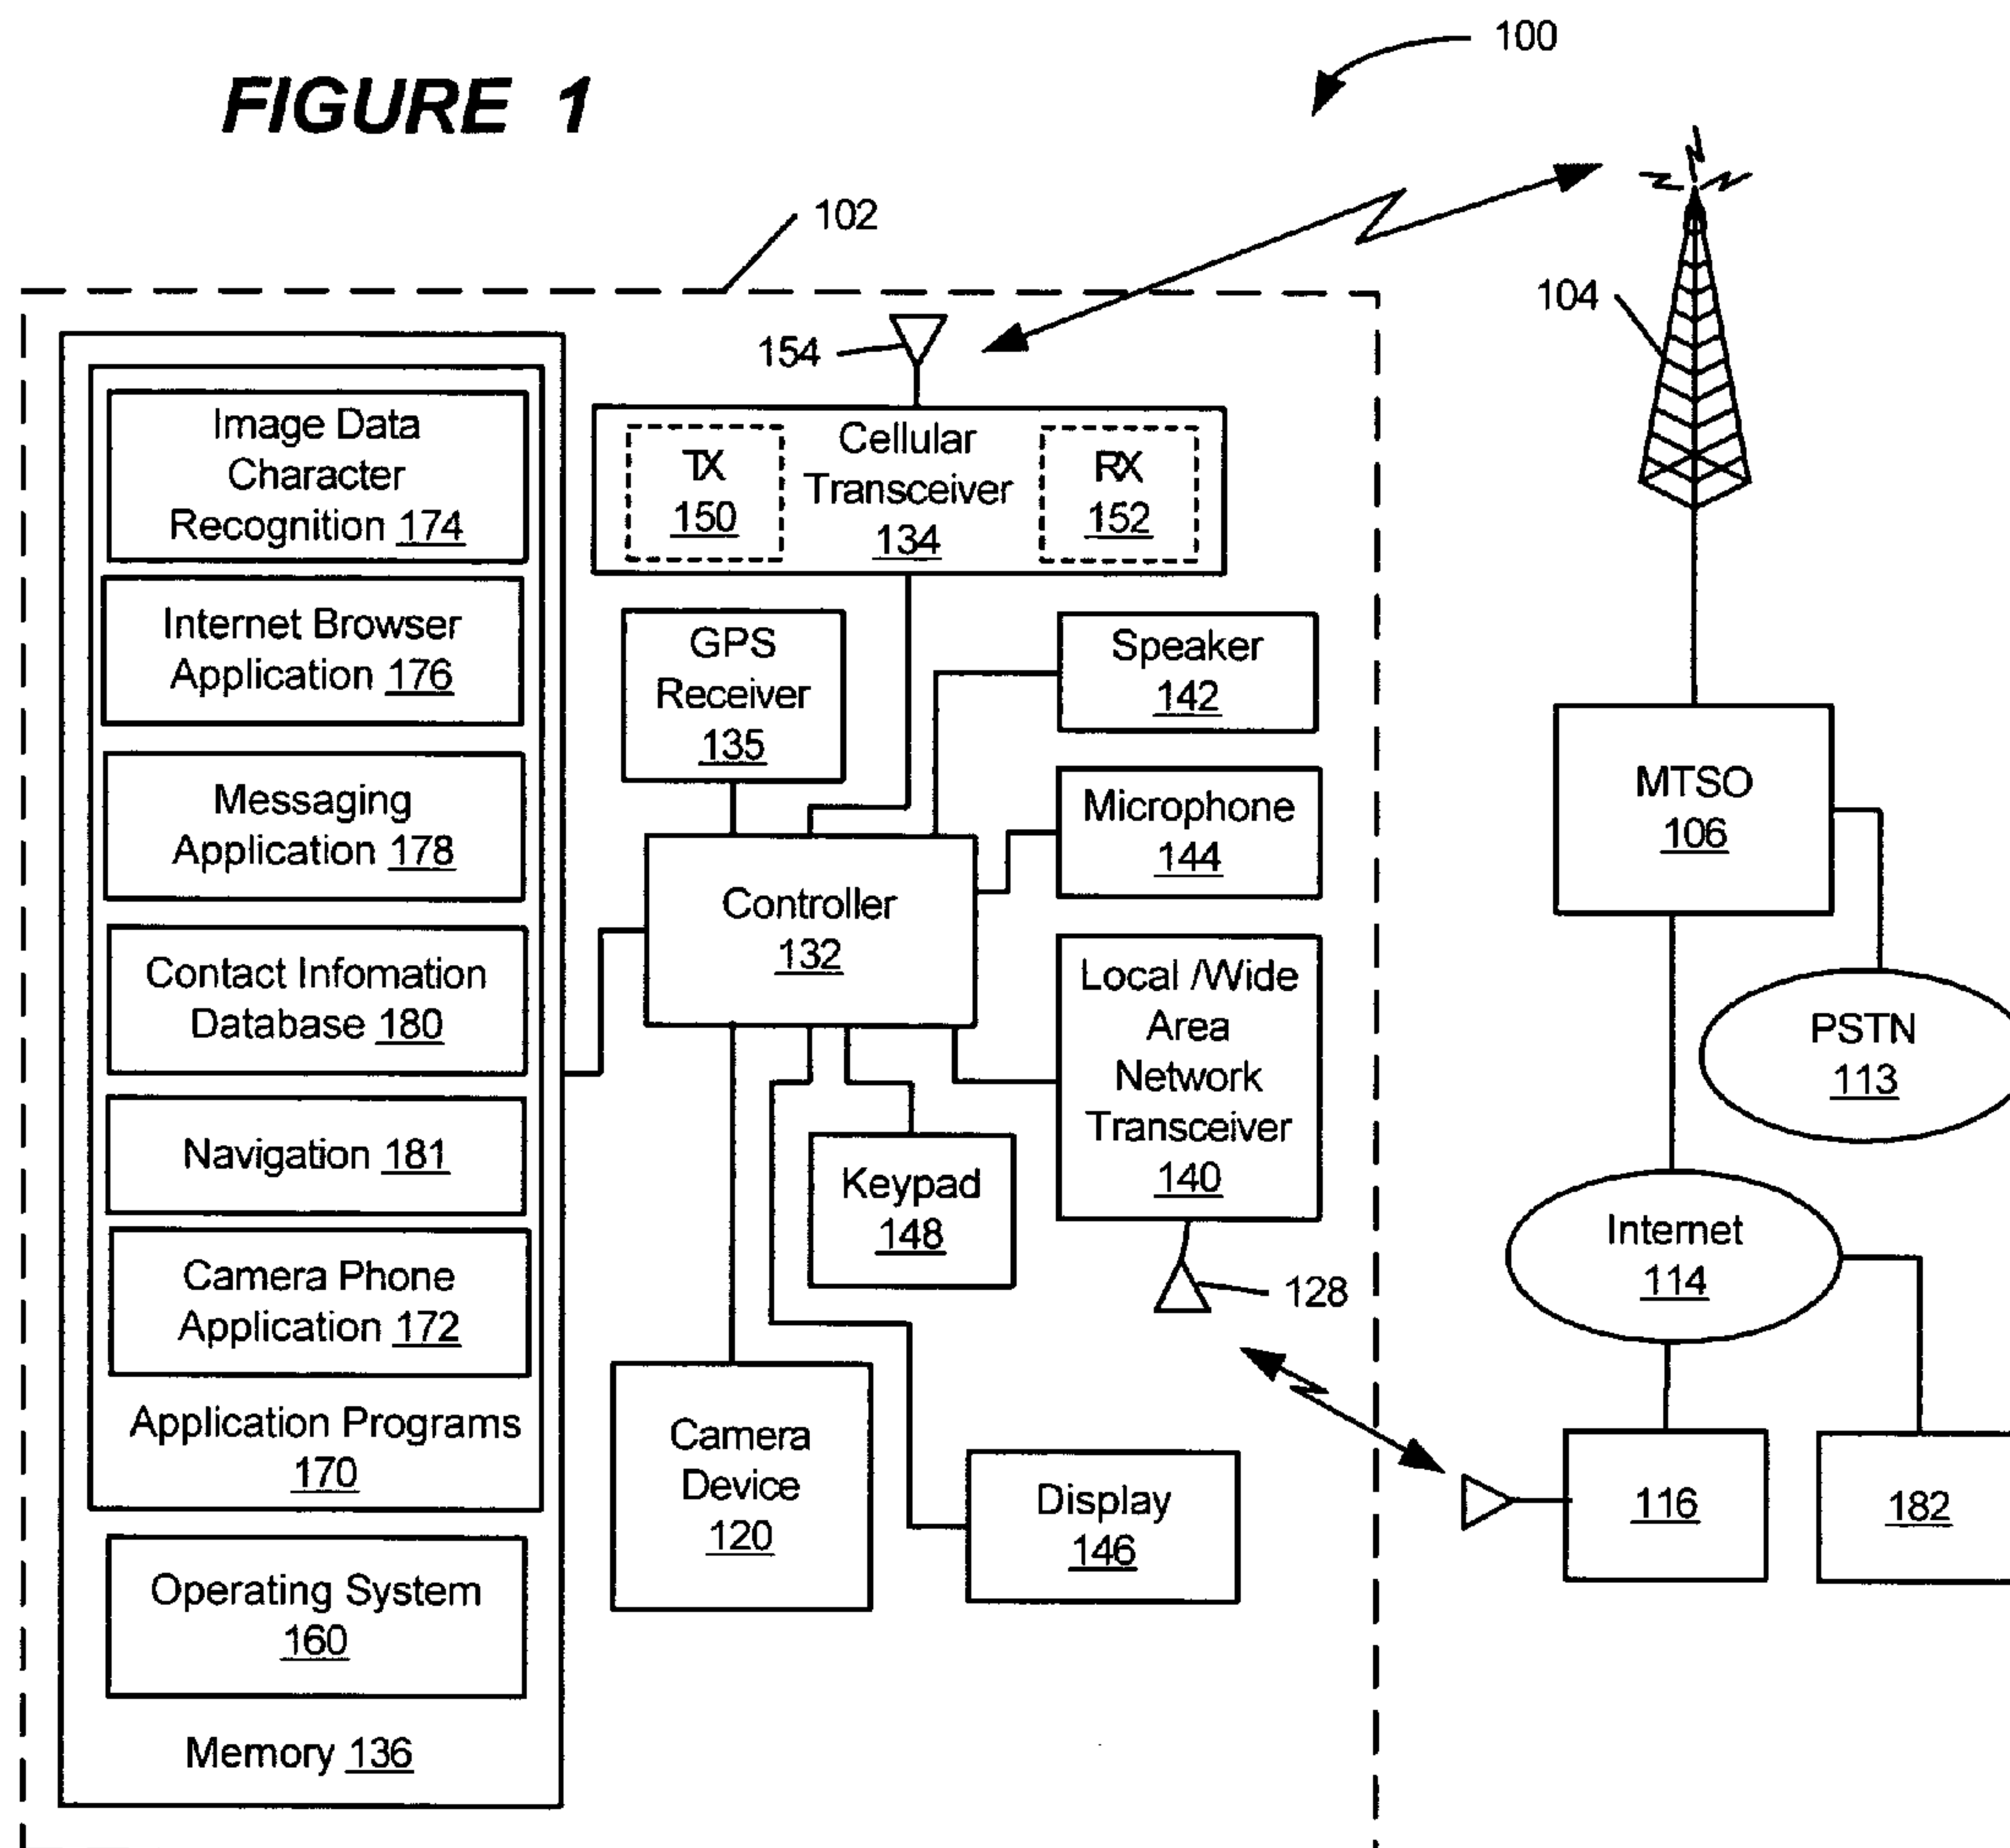 FIGURE 1
100
102
104
154
Image Data
Character
Recognition 174
Internet Browser
Application 176
Messaging
Application 178
Contact Infomation
Database 180
Navigation 181
Camera Phone
Application 172
Application Programs
170
Operating System
160
Memory 136
TX
150
Cellular
Transceiver
134
RX
152
GPS
Receiver
135
Speaker
142
Microphone
144
Controller
132
Local /Wide
Area
Network
Transceiver
140
Keypad
148
128
Camera
Device
120
Display
146
MTSO
106
PSTN
113
Internet
114
116
182